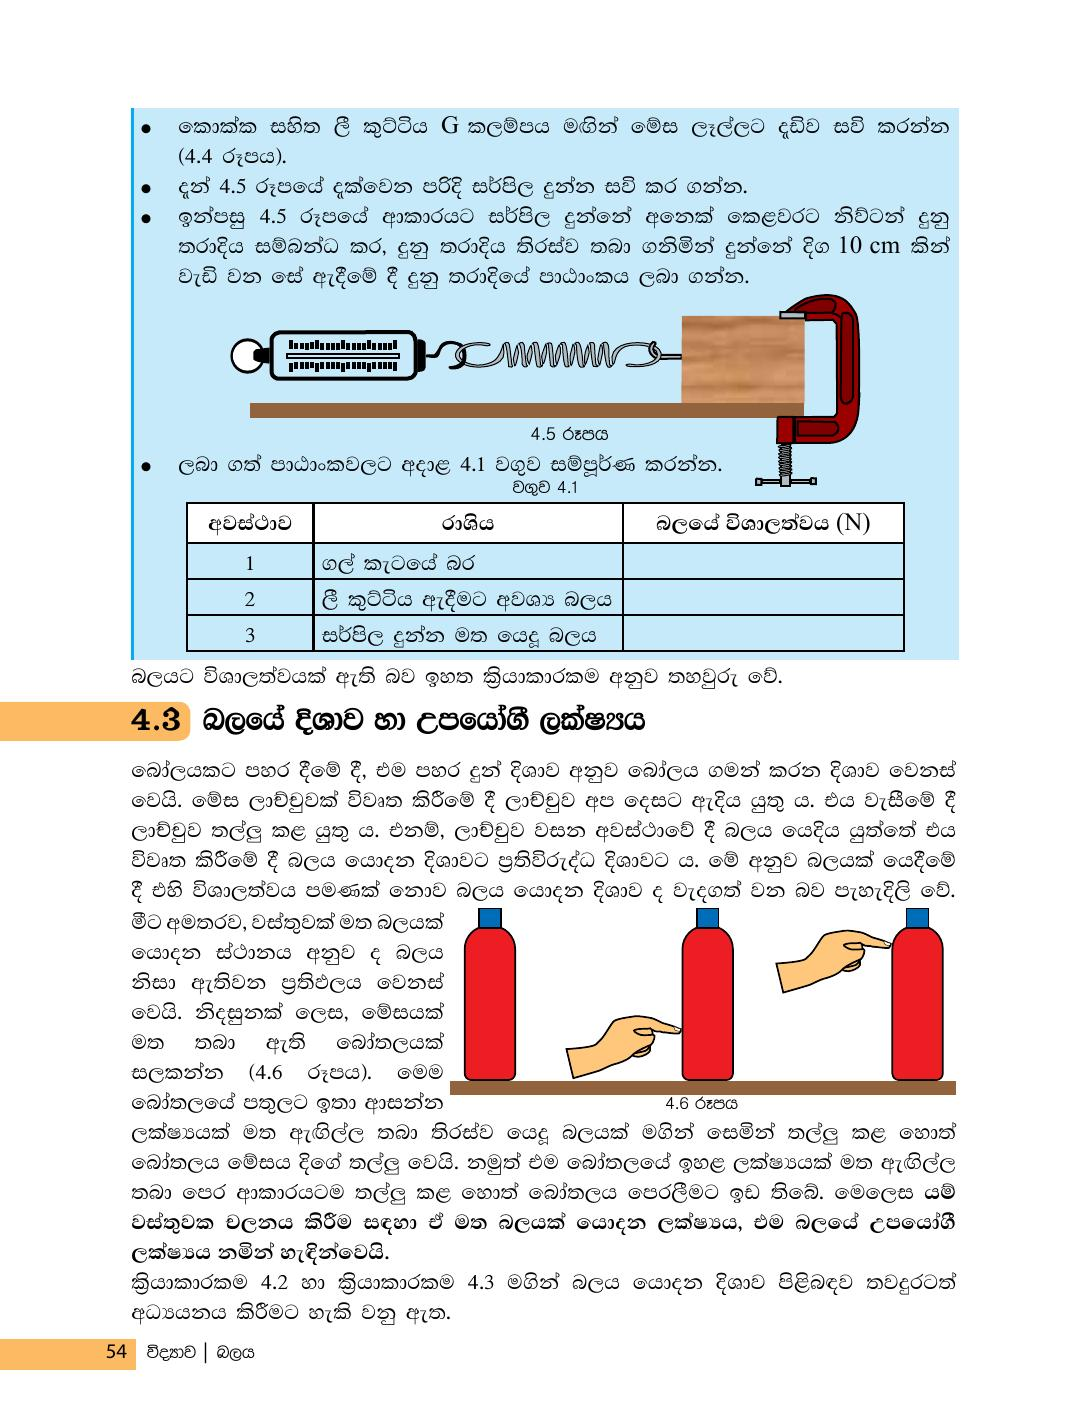 ● කොක්ක සහිත ලී කුට්ටිය G කලම්පය මඟින් මේස ලෑල්ලට දෘඩිව සවි කරන්න
(4.4 රූපය).
● දැන් 4.5 රූපයේ දැක්වෙන පරිදි සර්පිල දුන්න සවි කර ගන්න.
● ඉන්පසු 4.5 රූපයේ ආකාරයට සර්පිල දුන්නේ අනෙක් කෙළවරට නිව්ටන් දුනු
තරාදිය සම්බන්ධ කර, දුනු තරාදිය තිරස්ව තබා ගනිමින් දුන්නේ දිග 10 cm කින්
වැඩි වන සේ ඇදීමේ දී දුනු තරාදියේ පාඨාංකය ලබා ගන්න.
4.5 රූපය
● ලබා ගත් පාඨාංකවලට අදාළ 4.1 වගුව සම්පූර්ණ කරන්න.
වගුව 4.1
අවස්ථාව රාශිය බලයේ විශාලත්වය (N)
1 ගල් කැටයේ බර
2 ලී කුට්ටිය ඇදීමට අවශ්‍ය බලය
3 සර්පිල දුන්න මත යෙදූ බලය
බලයට විශාලත්වයක් ඇති බව ඉහත ක්‍රියාකාරකම අනුව තහවුරු වේ.
4.3 බලයේ දිශාව හා උපයෝගී ලක්ෂ්‍යය
බෝලයකට පහර දීමේ දී, එම පහර දුන් දිශාව අනුව බෝලය ගමන් කරන දිශාව වෙනස්
වෙයි. මේස ලාච්චුවක් විවෘත කිරීමේ දී ලාච්චුව අප දෙසට ඇදිය යුතු ය. එය වැසීමේ දී
ලාච්චුව තල්ලු කළ යුතු ය. එනම්, ලාච්චුව වසන අවස්ථාවේ දී බලය යෙදිය යුත්තේ එය
විවෘත කිරීමේ දී බලය යොදන දිශාවට ප්‍රතිවිරුද්ධ දිශාවට ය. මේ අනුව බලයක් යෙදීමේ
දී එහි විශාලත්වය පමණක් නොව බලය යොදන දිශාව ද වැදගත් වන බව පැහැදිලි වේ.
මීට අමතරව, වස්තුවක් මත බලයක්
යොදන ස්ථානය අනුව ද බලය
නිසා ඇතිවන ප්‍රතිඵලය වෙනස්
වෙයි. නිදසුනක් ලෙස, මේසයක්
මත තබා ඇති බෝතලයක්
සලකන්න (4.6 රූපය). මෙම
බෝතලයේ පතුලට ඉතා ආසන්න
4.6 රූපය
ලක්ෂ්‍යයක් මත ඇඟිල්ල තබා තිරස්ව යෙදූ බලයක් මගින් සෙමින් තල්ලු කළ හොත්
බෝතලය මේසය දිගේ තල්ලු වෙයි. නමුත් එම බෝතලයේ ඉහළ ලක්ෂ්‍යයක් මත ඇඟිල්ල
තබා පෙර ආකාරයටම තල්ලු කළ හොත් බෝතලය පෙරලීමට ඉඩ තිබේ. මෙලෙස යම්
වස්තුවක චලනය කිරීම සඳහා ඒ මත බලයක් යොදන ලක්ෂ්‍යය, එම බලයේ උපයෝගී
ලක්ෂ්‍යය නමින් හැඳින්වෙයි.
ක්‍රියාකාරකම 4.2 හා ක්‍රියාකාරකම 4.3 මගින් බලය යොදන දිශාව පිළිබඳව තවදුරටත්
අධ්‍යයනය කිරීමට හැකි වනු ඇත.
54 විද්‍යාව | බලය